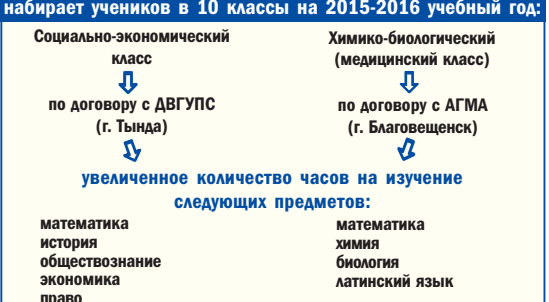 набирает учеников в 10 классы на 2015-2016 учебный год:
Социально-экономический
класс
по договору с ДВГУПС
(г. Тында)
Химико-биологический
(медицинский класс)
по договору с АГМА
(г. Благовещенск)
увеличенное количество часов на изучение
следующих предметов:
математика
история
обществознание
экономика
право
математика
химия
биология
латинский язык